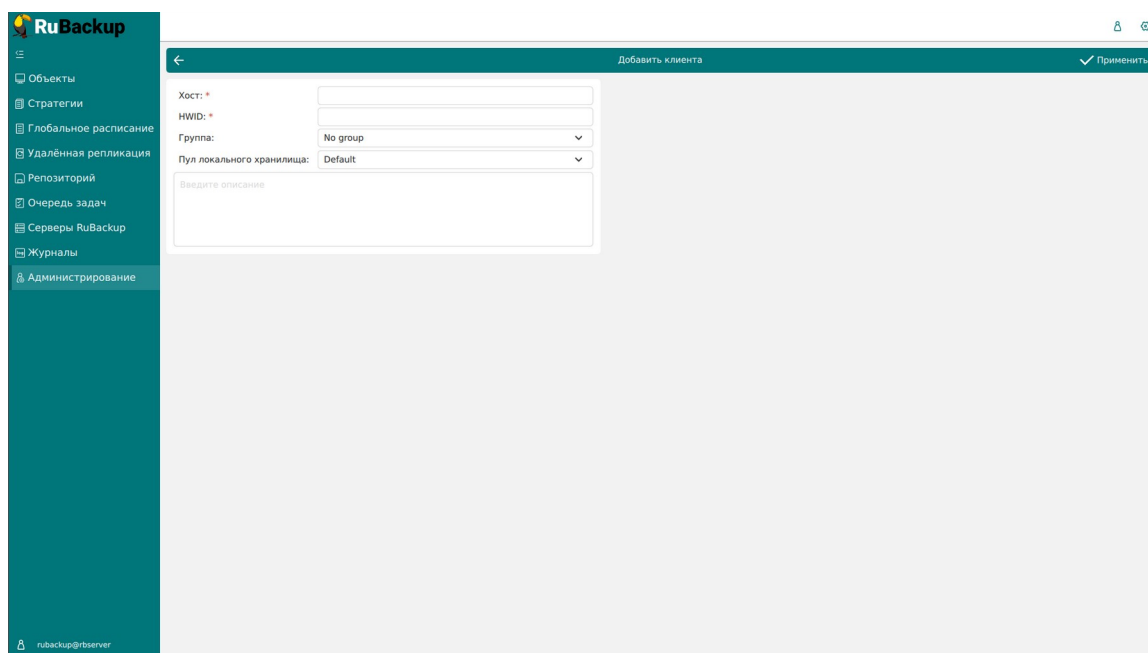 RuBackup
Добавить клиента
Применить
Объекты
Стратегии
Глобальное расписание
Удалённая репликация
Репозиторий
Очередь задач
Серверы RuBackup
Журналы
Администрирование
Хост: *
HWID: *
Группа: No group
Пул локального хранилища: Default
Введите описание
rubackup@rbserver